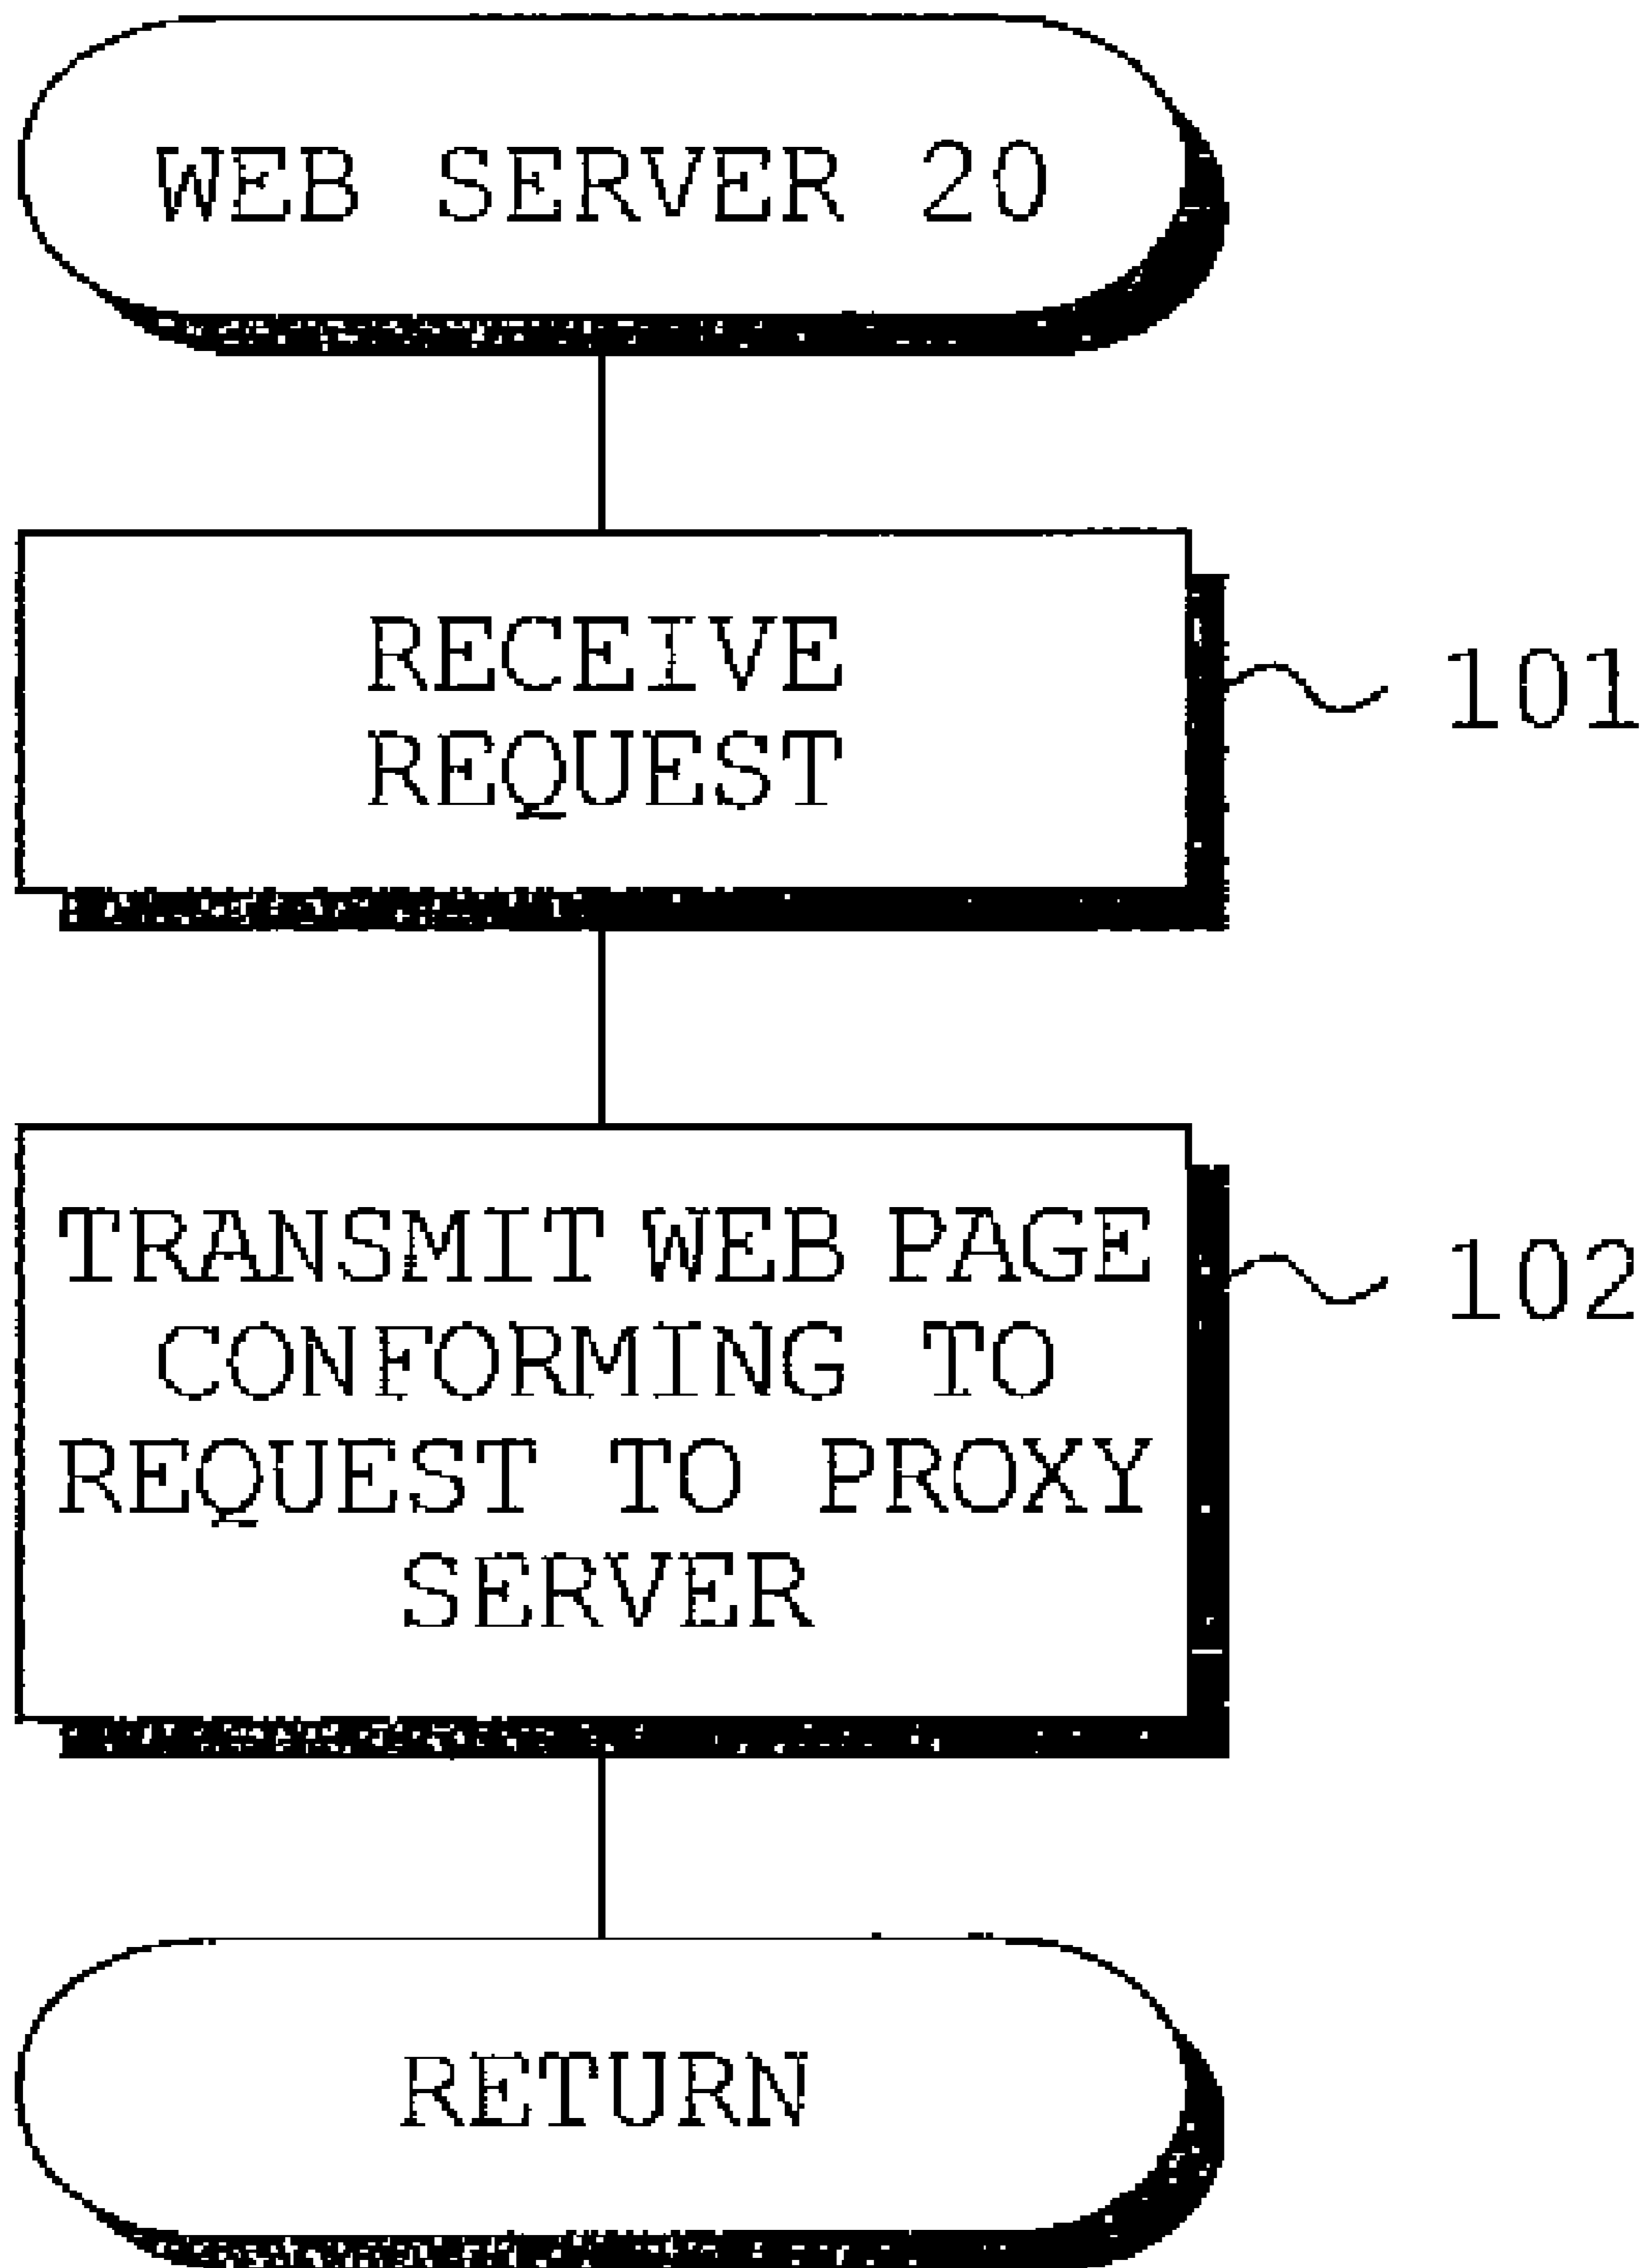 WEB SERVER 20
RECEIVE
REQUEST
101
TRANSMIT WEB PAGE
CONFORMING TO
REQUEST TO PROXY
SERVER
102
RETURN